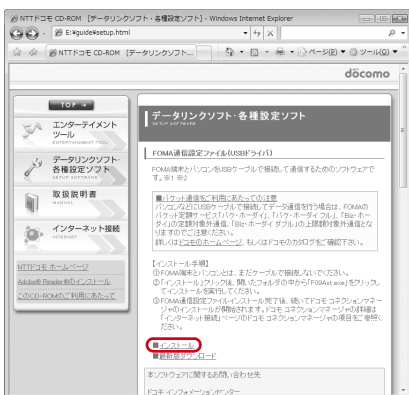 NTTドコモ CD-ROM [データリンクソフト・各種設定ソフト] - Windows Internet Explorer
E:¥guide¥setup.html
NTTドコモ CD-ROM [データリンクソフト...
ページ(P)
ツール(O)
döcomo
TOP
エンターテイメント
ツール
ENTERTAINMENT TOOL
データリンクソフト・
各種設定ソフト
SETUP SOFTWARE
取扱説明書
MANUAL
インターネット接続
INTERNET
NTTドコモ ホームページ
Adobe® Reader®のインストール
このCD-ROMのご利用にあたって
データリンクソフト・各種設定ソフト
SETUP SOFTWARE
FOMA通信設定ファイル(USBドライバ)
FOMA端末とパソコンをUSBケーブルで接続して通信するためのソフトウェアで
す。※1 ※2
■パケット通信をご利用にあたっての注意
パソコンなどにUSBケーブルで接続してデータ通信を行う場合は、FOMAの
パケット定額サービス「パケ・ホーダイ」、「パケ・ホーダイ フル」、「Biz・ホー
ダイ」の定額対象外通信、「Biz・ホーダイ ダブル」の上限額対象外通信とな
りますのでご注意ください。
詳しくはドコモのホームページ、もしくはドコモのカタログをご確認下さい。
【インストール手順】
①FOMA端末とパソコンとは、まだケーブルで接続しないでください。
②「インストール」クリック後、開いたフォルダの中から「F09Ast.exe」をクリックし
てインストールを実行してください。
③FOMA通信設定ファイルインストール完了後、続いてドコモ コネクションマネー
ジャのインストールが開始されます。ドコモ コネクションマネージャの詳細は
「インターネット接続」ページのドコモ コネクションマネージャの項目をご参照く
ださい。
■インストール
■最新版ダウンロード
本ソフトウェアに関するお問い合わせ先
ドコモ インフォメーションセンター